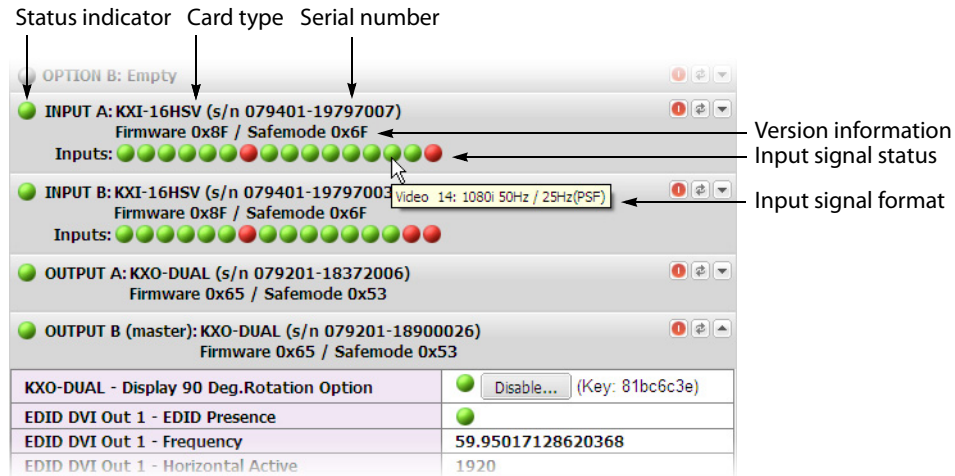 Status indicator Card type Serial number
OPTION B: Empty
INPUT A: KXI-16HSV (s/n 079401-19797007)
Firmware 0x8F / Safemode 0x6F
Version information
Inputs:
Input signal status
INPUT B: KXI-16HSV (s/n 079401-19797003
Video 14: 1080i 50Hz / 25Hz(PSF)
Input signal format
Firmware 0x8F / Safemode 0x6F
Inputs:
OUTPUT A: KXO-DUAL (s/n 079201-18372006)
Firmware 0x65 / Safemode 0x53
OUTPUT B (master): KXO-DUAL (s/n 079201-18900026)
Firmware 0x65 / Safemode 0x53
KXO-DUAL - Display 90 Deg.Rotation Option Disable... (Key: 81bc6c3e)
EDID DVI Out 1 - EDID Presence
EDID DVI Out 1 - Frequency 59.95017128620368
EDID DVI Out 1 - Horizontal Active 1920